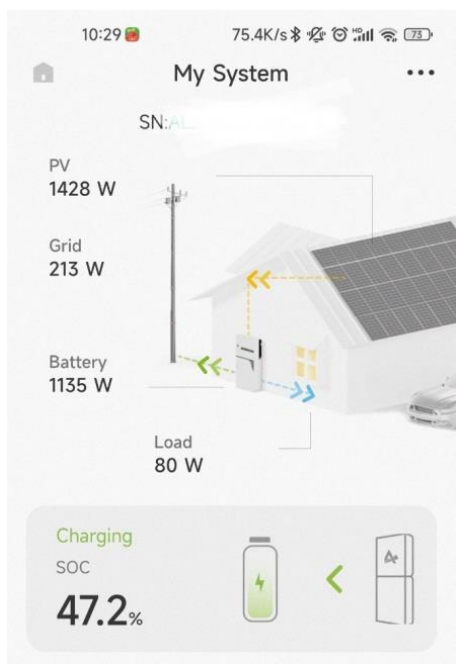 10:29 75.4K/s HD 73
My System
SN:
PV
1428 W
Grid
213 W
Battery
1135 W
Load
80 W
Charging
SOC
47.2%